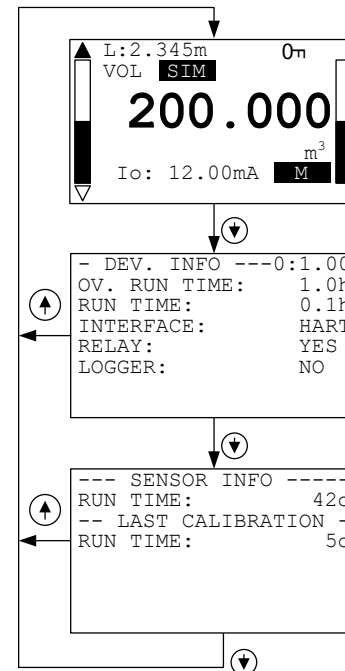 L:2.345m
VOL SIM
200.000
m³
Io: 12.00mA M
- DEV. INFO ---0:1.00
OV. RUN TIME: 1.0h
RUN TIME: 0.1h
INTERFACE: HART
RELAY: YES
LOGGER: NO
--- SENSOR INFO -----
RUN TIME: 42
-- LAST CALIBRATION -
RUN TIME: 5